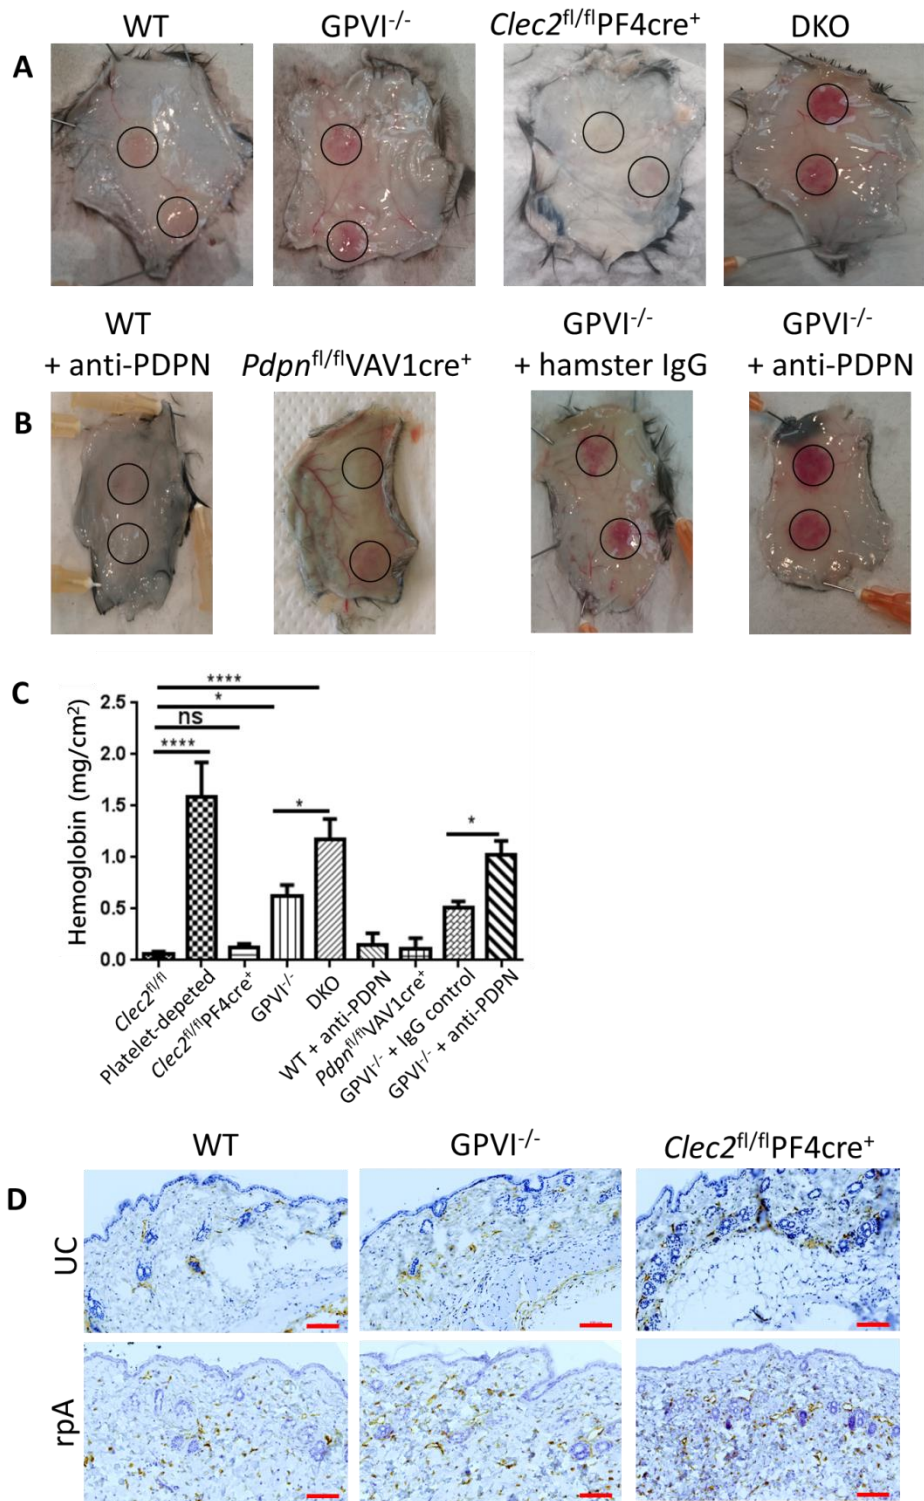 WT GPVI-/- Clec2fl/flPF4cre+ DKO
A
WT GPVI-/- GPVI-/-
+ anti-PDPN Pdpnfl/flVAV1cre+ + hamster IgG + anti-PDPN
B
C
****
*
ns
****
*
*
Hemoglobin (mg/cm2)
2.5
2.0
1.5
1.0
0.5
0.0
Clec2fl/fl
Platelet-depeted
Clec2fl/flPF4cre+
GPVI-/-
DKO
WT + anti-PDPN
Pdpnfl/flVAV1cre+
GPVI-/- + IgG control
GPVI-/- + anti-PDPN
WT GPVI-/- Clec2fl/flPF4cre+
D
UC
rpA